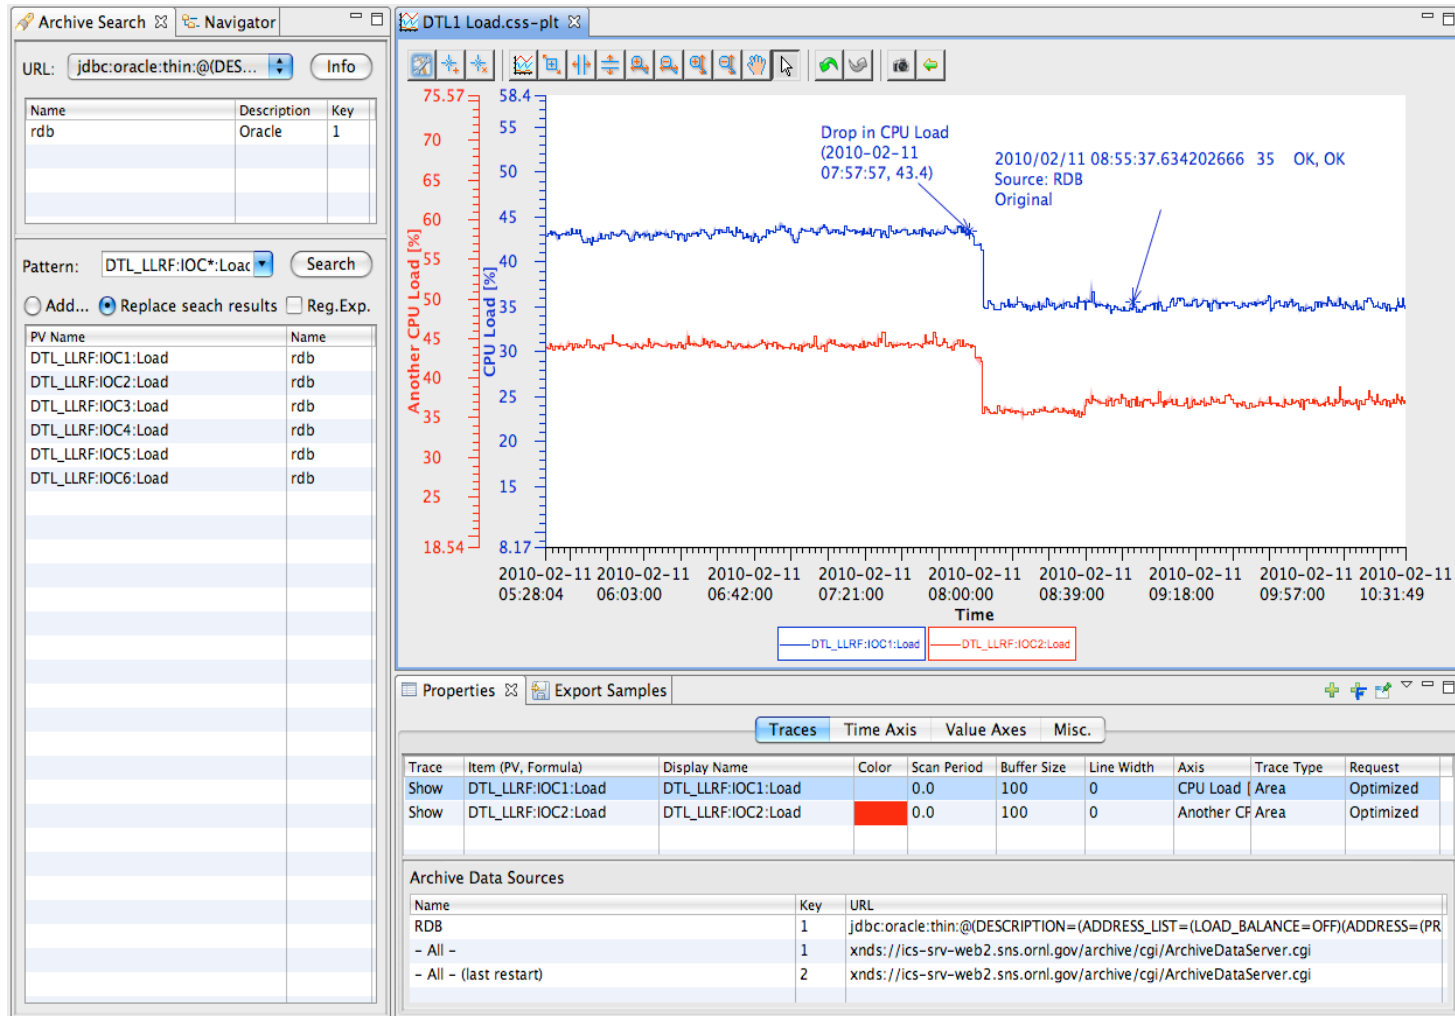 Archive Search
Navigator
URL: jdbc:oracle:thin:@(DES... Info
Name Description Key
rdb Oracle 1
Pattern: DTL_LLRF:IOC*:Loac Search
Add... Replace seach results Reg.Exp.
PV Name Name
DTL_LLRF:IOC1:Load rdb
DTL_LLRF:IOC2:Load rdb
DTL_LLRF:IOC3:Load rdb
DTL_LLRF:IOC4:Load rdb
DTL_LLRF:IOC5:Load rdb
DTL_LLRF:IOC6:Load rdb
DTL1 Load.css-plt
75.57
70
65
60
55
50
45
40
35
30
25
18.54
Another CPU Load [%]
58.4
55
50
45
40
35
30
25
20
15
8.17
CPU Load [%]
Drop in CPU Load
(2010-02-11
07:57:57, 43.4)
2010/02/11 08:55:37.634202666 35 OK, OK
Source: RDB
Original
2010-02-11 2010-02-11 2010-02-11 2010-02-11 2010-02-11 2010-02-11 2010-02-11 2010-02-11 2010-02-11
05:28:04 06:03:00 06:42:00 07:21:00 08:00:00 08:39:00 09:18:00 09:57:00 10:31:49
Time
DTL_LLRF:IOC1:Load DTL_LLRF:IOC2:Load
Properties
Export Samples
Traces Time Axis Value Axes Misc.
Trace Item (PV, Formula) Display Name Color Scan Period Buffer Size Line Width Axis Trace Type Request
Show DTL_LLRF:IOC1:Load DTL_LLRF:IOC1:Load 0.0 100 0 CPU Load [ Area Optimized
Show DTL_LLRF:IOC2:Load DTL_LLRF:IOC2:Load 0.0 100 0 Another CP Area Optimized
Archive Data Sources
Name Key URL
RDB 1 jdbc:oracle:thin:@(DESCRIPTION=(ADDRESS_LIST=(LOAD_BALANCE=OFF)(ADDRESS=(PR
- All - 1 xnds://ics-srv-web2.sns.ornl.gov/archive/cgi/ArchiveDataServer.cgi
- All - (last restart) 2 xnds://ics-srv-web2.sns.ornl.gov/archive/cgi/ArchiveDataServer.cgi